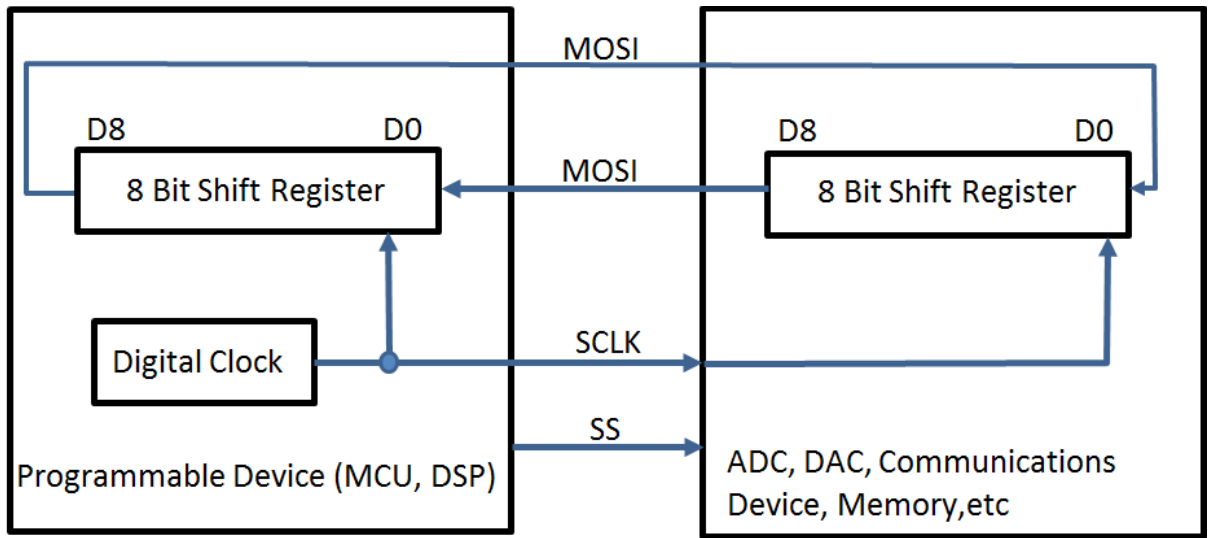 MOSI
D8 D0
8 Bit Shift Register
MOSI
D8 D0
8 Bit Shift Register
Digital Clock
SCLK
SS
Programmable Device (MCU, DSP)
ADC, DAC, Communications
Device, Memory,etc